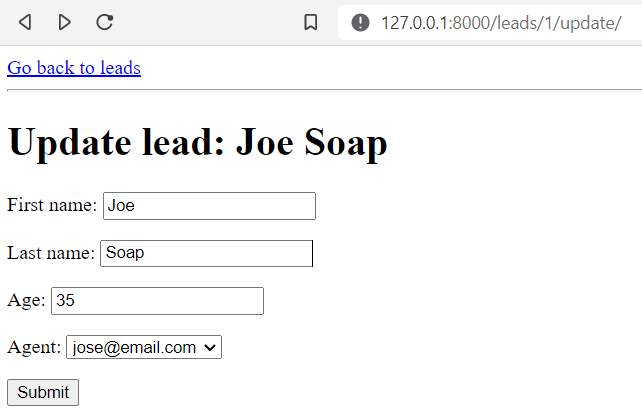 127.0.0.1:8000/leads/1/update/
Go back to leads
Update lead: Joe Soap
First name: Joe
Last name: Soap
Age: 35
Agent: jose@email.com
Submit